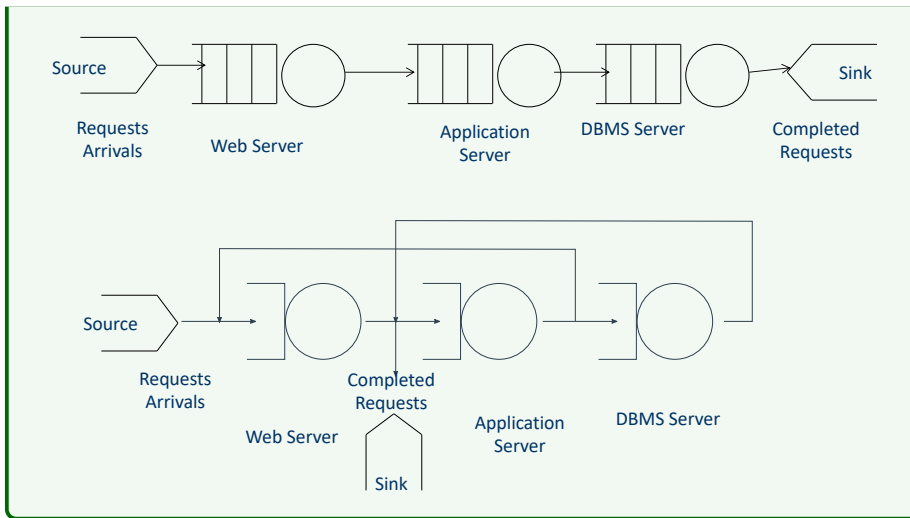 Source
Sink
Requests
Arrivals
Web Server
Application
Server
DBMS Server
Completed
Requests
Source
Requests
Arrivals
Completed
Requests
Web Server
Application
Server
DBMS Server
Sink